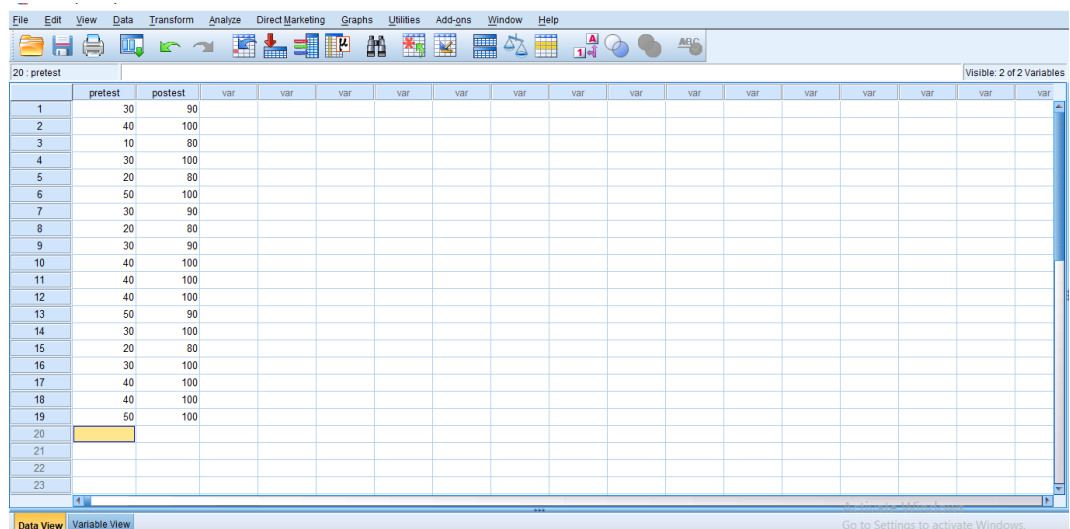 File Edit View Data Transform Analyze Direct Marketing Graphs Utilities Add-ons Window Help
A
14
μ
ABC
20 : pretest Visible: 2 of 2 Variables
pretest postest var var var var var var var var var var var var var var var
1 30 90
2 40 100
3 10 80
4 30 100
5 20 80
6 50 100
7 30 90
8 20 80
9 30 90
10 40 100
11 40 100
12 40 100
13 50 90
14 30 100
15 20 80
16 30 100
17 40 100
18 40 100
19 50 100
20
21
22
23
Activate Windows
Data View Variable View Go to Settings to activate Windows.